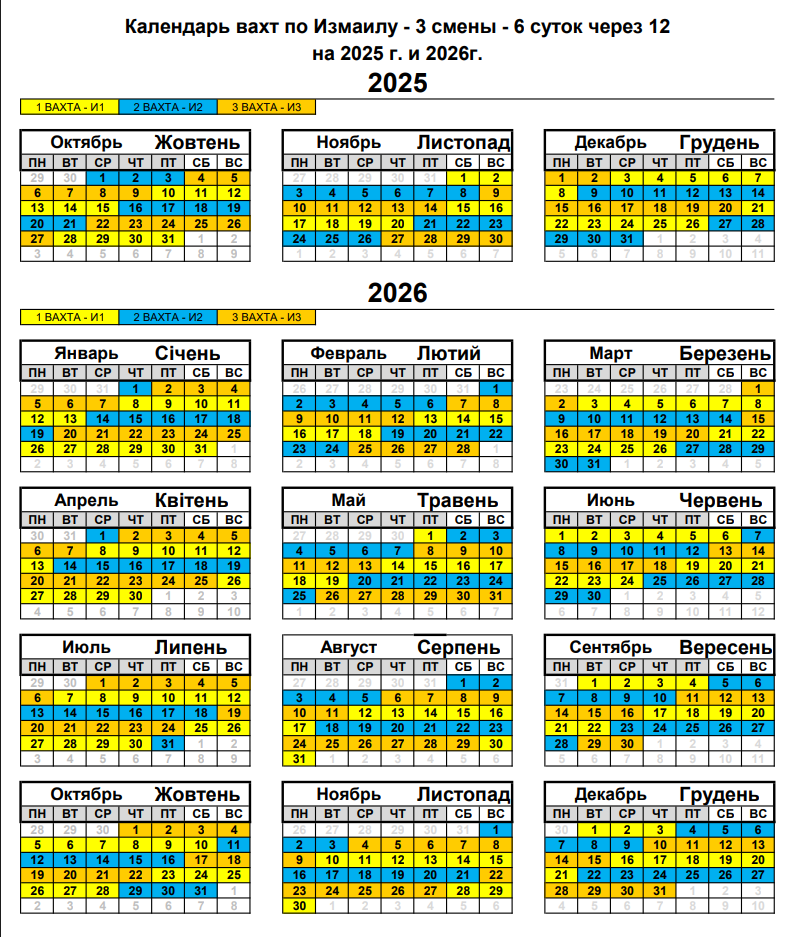 Календарь вахт по Измаилу - 3 смены - 6 суток через 12
на 2025 г. и 2026г.
2025
1 ВАХТА - И1 2 ВАХТА - И2 3 ВАХТА - И3
Октябрь Жовтень Ноябрь Листопад Декабрь Грудень
ПН ВТ СР ЧТ ПТ СБ ВС ПН ВТ СР ЧТ ПТ СБ ВС ПН ВТ СР ЧТ ПТ СБ ВС
29 30 1 2 3 4 5 27 28 29 30 31 1 2 1 2 3 4 5 6 7
6 7 8 9 10 11 12 3 4 5 6 7 8 9 8 9 10 11 12 13 14
13 14 15 16 17 18 19 10 11 12 13 14 15 16 15 16 17 18 19 20 21
20 21 22 23 24 25 26 17 18 19 20 21 22 23 22 23 24 25 26 27 28
27 28 29 30 31 1 2 24 25 26 27 28 29 30 29 30 31 1 2 3 4
3 4 5 6 7 8 9 1 2 3 4 5 6 7 5 6 7 8 9 10 11
2026
1 ВАХТА - И1 2 ВАХТА - И2 3 ВАХТА - И3
Январь Січень Февраль Лютий Март Березень
ПН ВТ СР ЧТ ПТ СБ ВС ПН ВТ СР ЧТ ПТ СБ ВС ПН ВТ СР ЧТ ПТ СБ ВС
29 30 31 1 2 3 4 26 27 28 29 30 31 1 23 24 25 26 27 28 1
5 6 7 8 9 10 11 2 3 4 5 6 7 8 2 3 4 5 6 7 8
12 13 14 15 16 17 18 9 10 11 12 13 14 15 9 10 11 12 13 14 15
19 20 21 22 23 24 25 16 17 18 19 20 21 22 16 17 18 19 20 21 22
26 27 28 29 30 31 1 23 24 25 26 27 28 1 23 24 25 26 27 28 29
2 3 4 5 6 7 8 2 3 4 5 6 7 8 30 31 1 2 3 4 5
Апрель Квітень Май Травень Июнь Червень
ПН ВТ СР ЧТ ПТ СБ ВС ПН ВТ СР ЧТ ПТ СБ ВС ПН ВТ СР ЧТ ПТ СБ ВС
30 31 1 2 3 4 5 27 28 29 30 1 2 3 1 2 3 4 5 6 7
6 7 8 9 10 11 12 4 5 6 7 8 9 10 8 9 10 11 12 13 14
13 14 15 16 17 18 19 11 12 13 14 15 16 17 15 16 17 18 19 20 21
20 21 22 23 24 25 26 18 19 20 21 22 23 24 22 23 24 25 26 27 28
27 28 29 30 1 2 3 25 26 27 28 29 30 31 29 30 1 2 3 4 5
4 5 6 7 8 9 10 1 2 3 4 5 6 7 6 7 8 9 10 11 12
Июль Липень Август Серпень Сентябрь Вересень
ПН ВТ СР ЧТ ПТ СБ ВС ПН ВТ СР ЧТ ПТ СБ ВС ПН ВТ СР ЧТ ПТ СБ ВС
29 30 1 2 3 4 5 27 28 29 30 31 1 2 31 1 2 3 4 5 6
6 7 8 9 10 11 12 3 4 5 6 7 8 9 7 8 9 10 11 12 13
13 14 15 16 17 18 19 10 11 12 13 14 15 16 14 15 16 17 18 19 20
20 21 22 23 24 25 26 17 18 19 20 21 22 23 21 22 23 24 25 26 27
27 28 29 30 31 1 2 24 25 26 27 28 29 30 28 29 30 1 2 3 4
3 4 5 6 7 8 9 31 1 2 3 4 5 6 5 6 7 8 9 10 11
Октябрь Жовтень Ноябрь Листопад Декабрь Грудень
ПН ВТ СР ЧТ ПТ СБ ВС ПН ВТ СР ЧТ ПТ СБ ВС ПН ВТ СР ЧТ ПТ СБ ВС
28 29 30 1 2 3 4 26 27 28 29 30 31 1 30 1 2 3 4 5 6
5 6 7 8 9 10 11 2 3 4 5 6 7 8 7 8 9 10 11 12 13
12 13 14 15 16 17 18 9 10 11 12 13 14 15 14 15 16 17 18 19 20
19 20 21 22 23 24 25 16 17 18 19 20 21 22 21 22 23 24 25 26 27
26 27 28 29 30 31 1 23 24 25 26 27 28 29 28 29 30 31 1 2 3
2 3 4 5 6 7 8 30 1 2 3 4 5 6 4 5 6 7 8 9 10